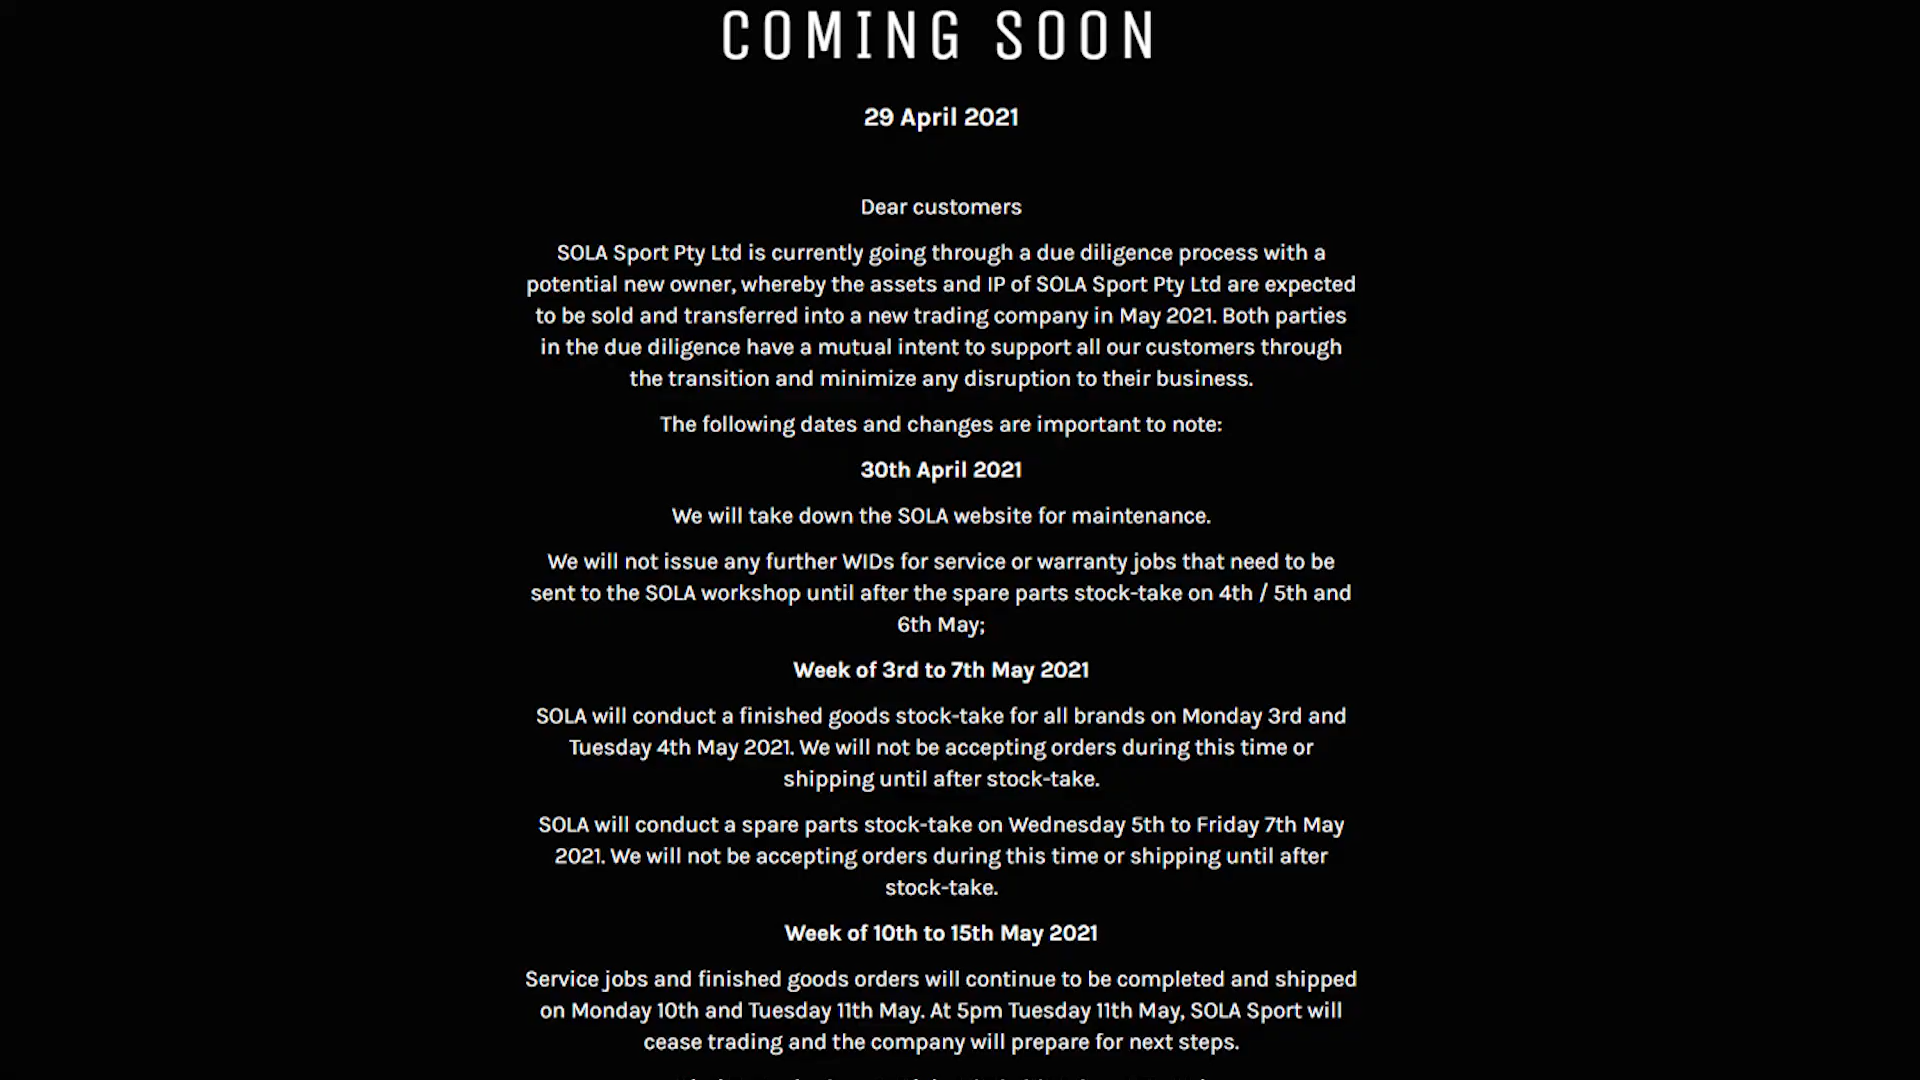 COMING SOON
29 April 2021
Dear customers
SOLA Sport Pty Ltd is currently going through a due diligence process with a
potential new owner, whereby the assets and IP of SOLA Sport Pty Ltd are expected
to be sold and transferred into a new trading company in May 2021. Both parties
in the due diligence have a mutual intent to support all our customers through
the transition and minimize any disruption to their business.
The following dates and changes are important to note:
30th April 2021
We will take down the SOLA website for maintenance.
We will not issue any further WIDs for service or warranty jobs that need to be
sent to the SOLA workshop until after the spare parts stock-take on 4th / 5th and
6th May;
Week of 3rd to 7th May 2021
SOLA will conduct a finished goods stock-take for all brands on Monday 3rd and
Tuesday 4th May 2021. We will not be accepting orders during this time or
shipping until after stock-take.
SOLA will conduct a spare parts stock-take on Wednesday 5th to Friday 7th May
2021. We will not be accepting orders during this time or shipping until after
stock-take.
Week of 10th to 15th May 2021
Service jobs and finished goods orders will continue to be completed and shipped
on Monday 10th and Tuesday 11th May. At 5pm Tuesday 11th May, SOLA Sport will
cease trading and the company will prepare for next steps.